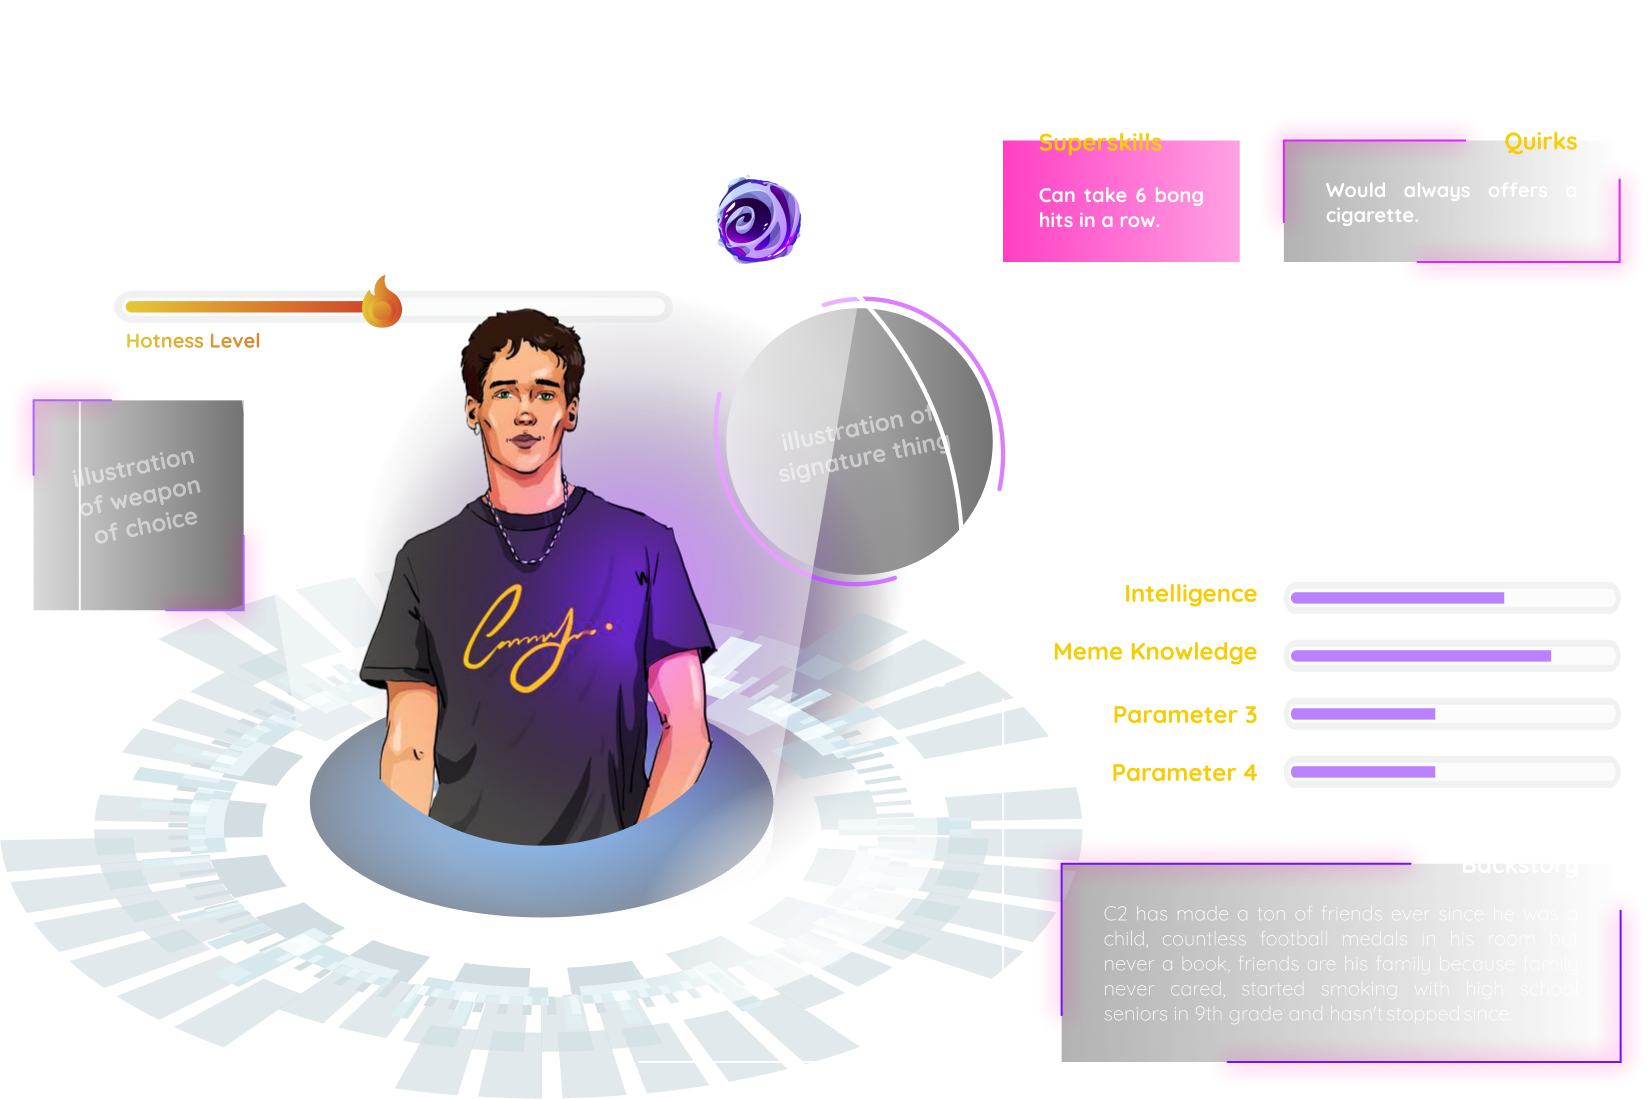 Superskills
Can take 6 bong
hits in a row.
Quirks
Would always offers a
cigarette.
Hotness Level
illustration
of weapon
of choice
illustration of
signature thing
Intelligence
Meme Knowledge
Parameter 3
Parameter 4
Backstory
C2 has made a ton of friends ever since he was a
child, countless football medals in his room but
never a book, friends are his family because family
never cared, started smoking with high school
seniors in 9th grade and hasn't stopped since.